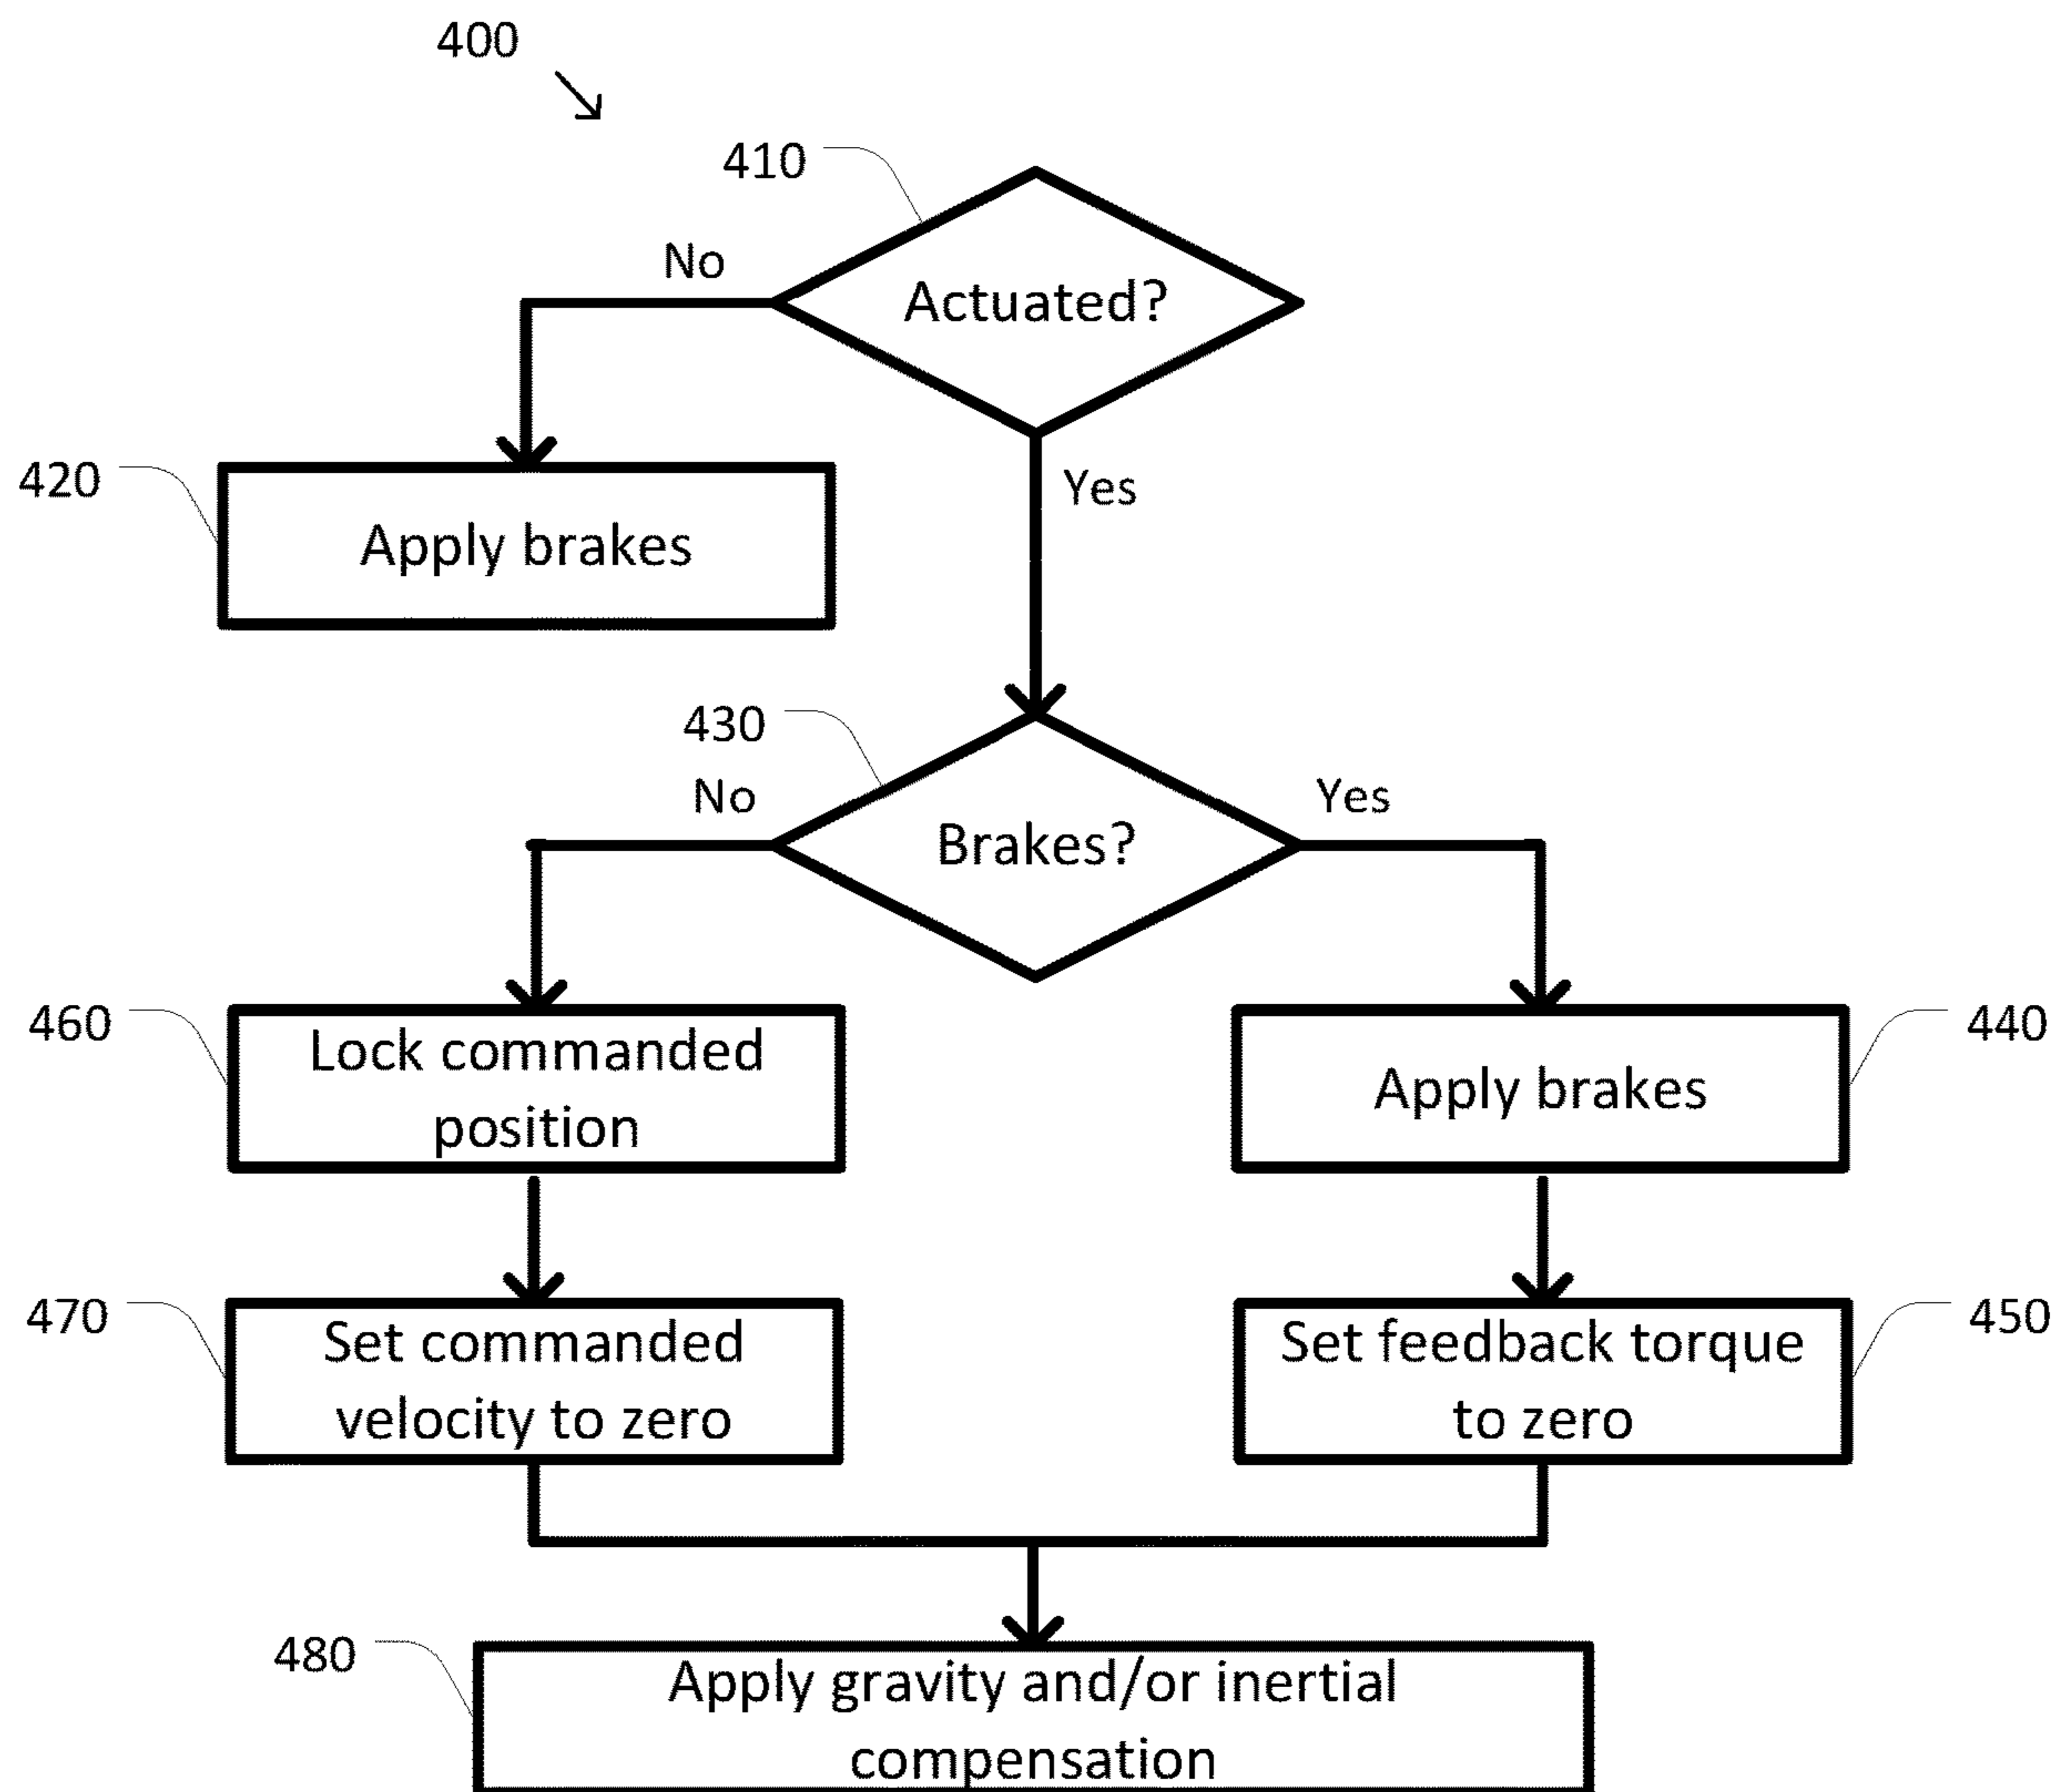 400
410
No
Actuated?
420
Yes
Apply brakes
430
No
Yes
Brakes?
460
Lock commanded
position
440
Apply brakes
470
Set commanded
velocity to zero
450
Set feedback torque
to zero
480
Apply gravity and/or inertial
compensation